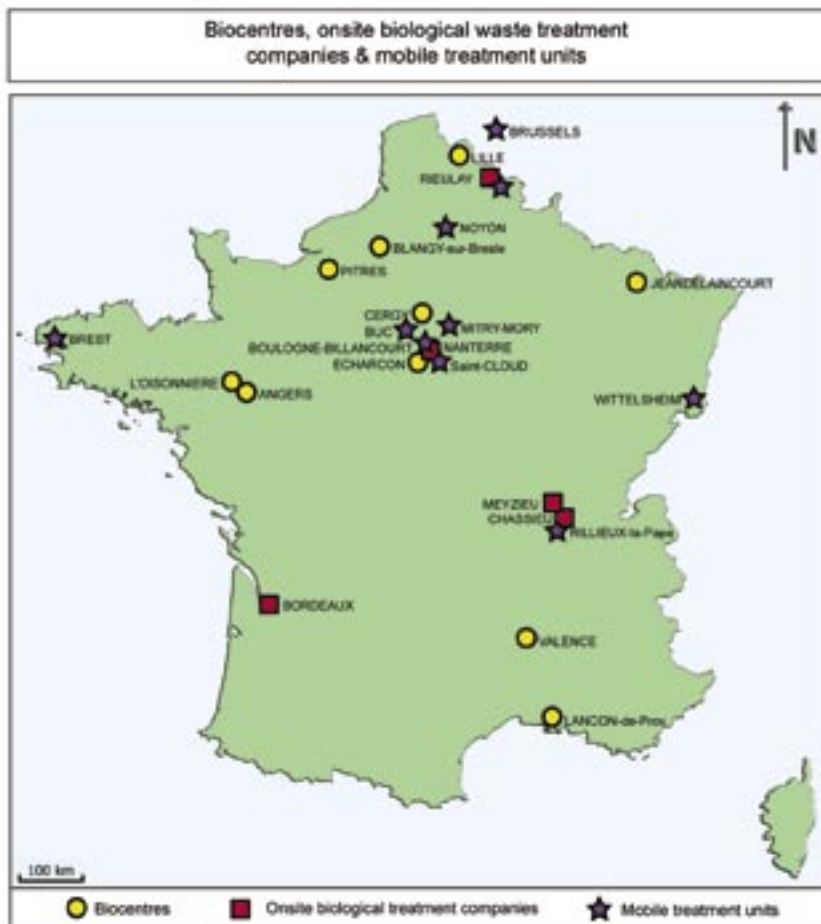 Biocentres, onsite biological waste treatment
companies & mobile treatment units
N
BRUSSELS
LILLE
RIEULAY
NOYON
BLANGY-sur-Bresle
PITRES
JEARDELAINCOURT
CERGY
MITRY-MORY
BUC
BREST
BOULOGNE-BILLANCOURT
NANTERRE
ECHARCON
Saint-CLOUD
L'OISONNIERE
ANGERS
WITTELSHEIM
MEYZIEU
CHASSIEU
RILLIEUX-la-Pape
BORDEAUX
VALENCE
LANCON-de-Prov.
100 km
Biocentres
Onsite biological treatment companies
Mobile treatment units